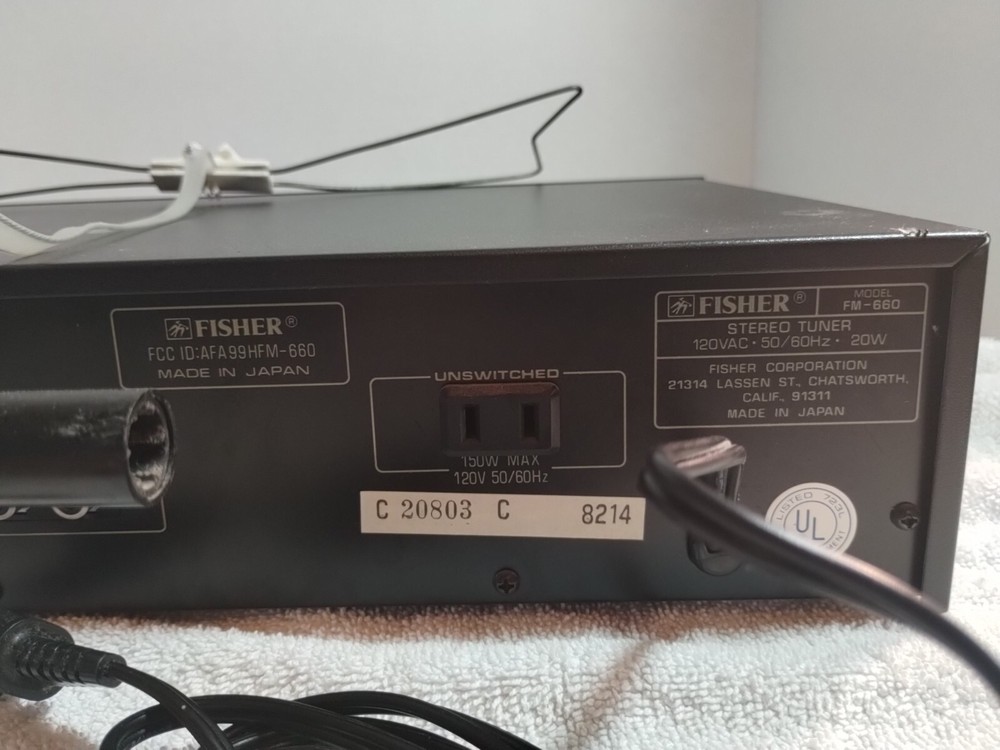 FISHER®
FCC ID:AFA99HFM-660
MADE IN JAPAN
UNSWITCHED
150W MAX
120V 50/60Hz
C 20803 C 8214
FISHER®
MODEL
FM-660
STEREO TUNER
120VAC·50/60Hz· 20W
FISHER CORPORATION
21314 LASSEN ST., CHATSWORTH,
CALIF., 91311
MADE IN JAPAN
LISTED 723L
UL